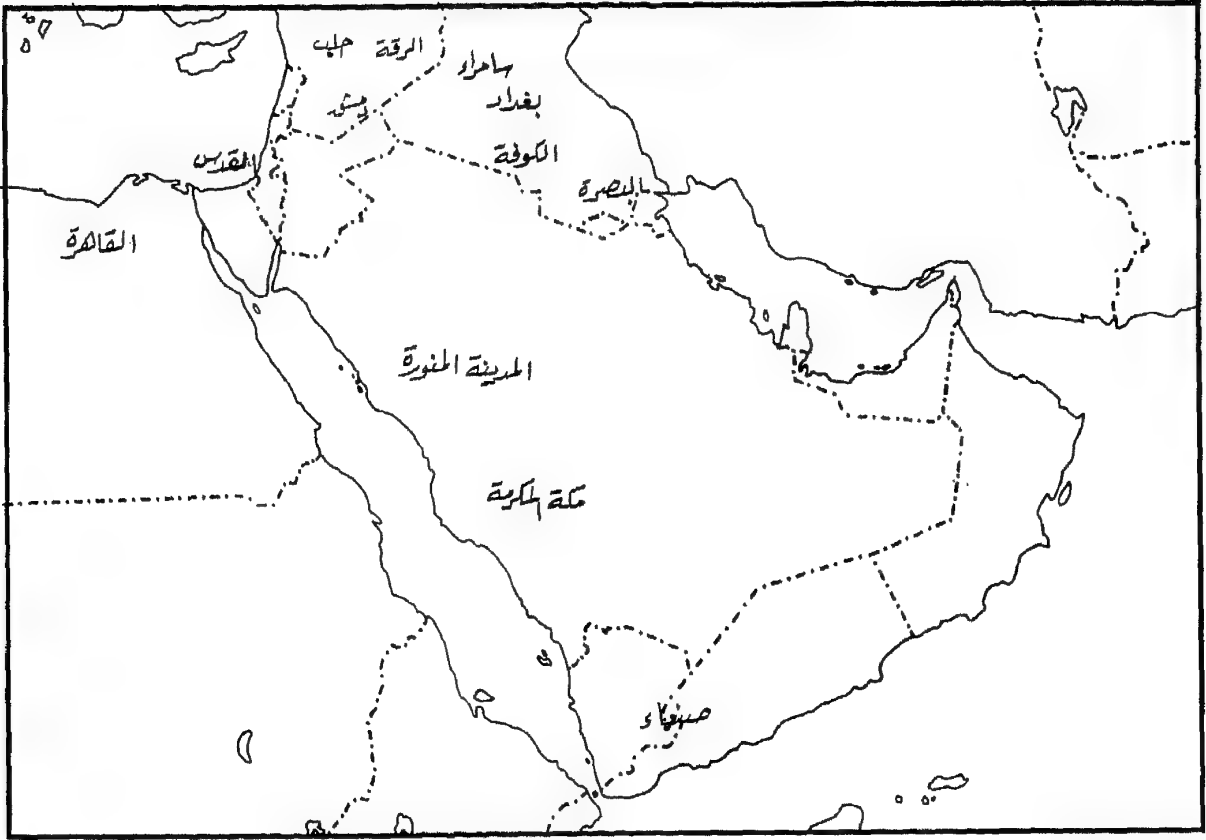 حلب
الرقة
سامراء
بغداد
دمشق
الكوفة
القدس
البصرة
القاهرة
المدينة المنورة
مكة المكرمة
صنعاء